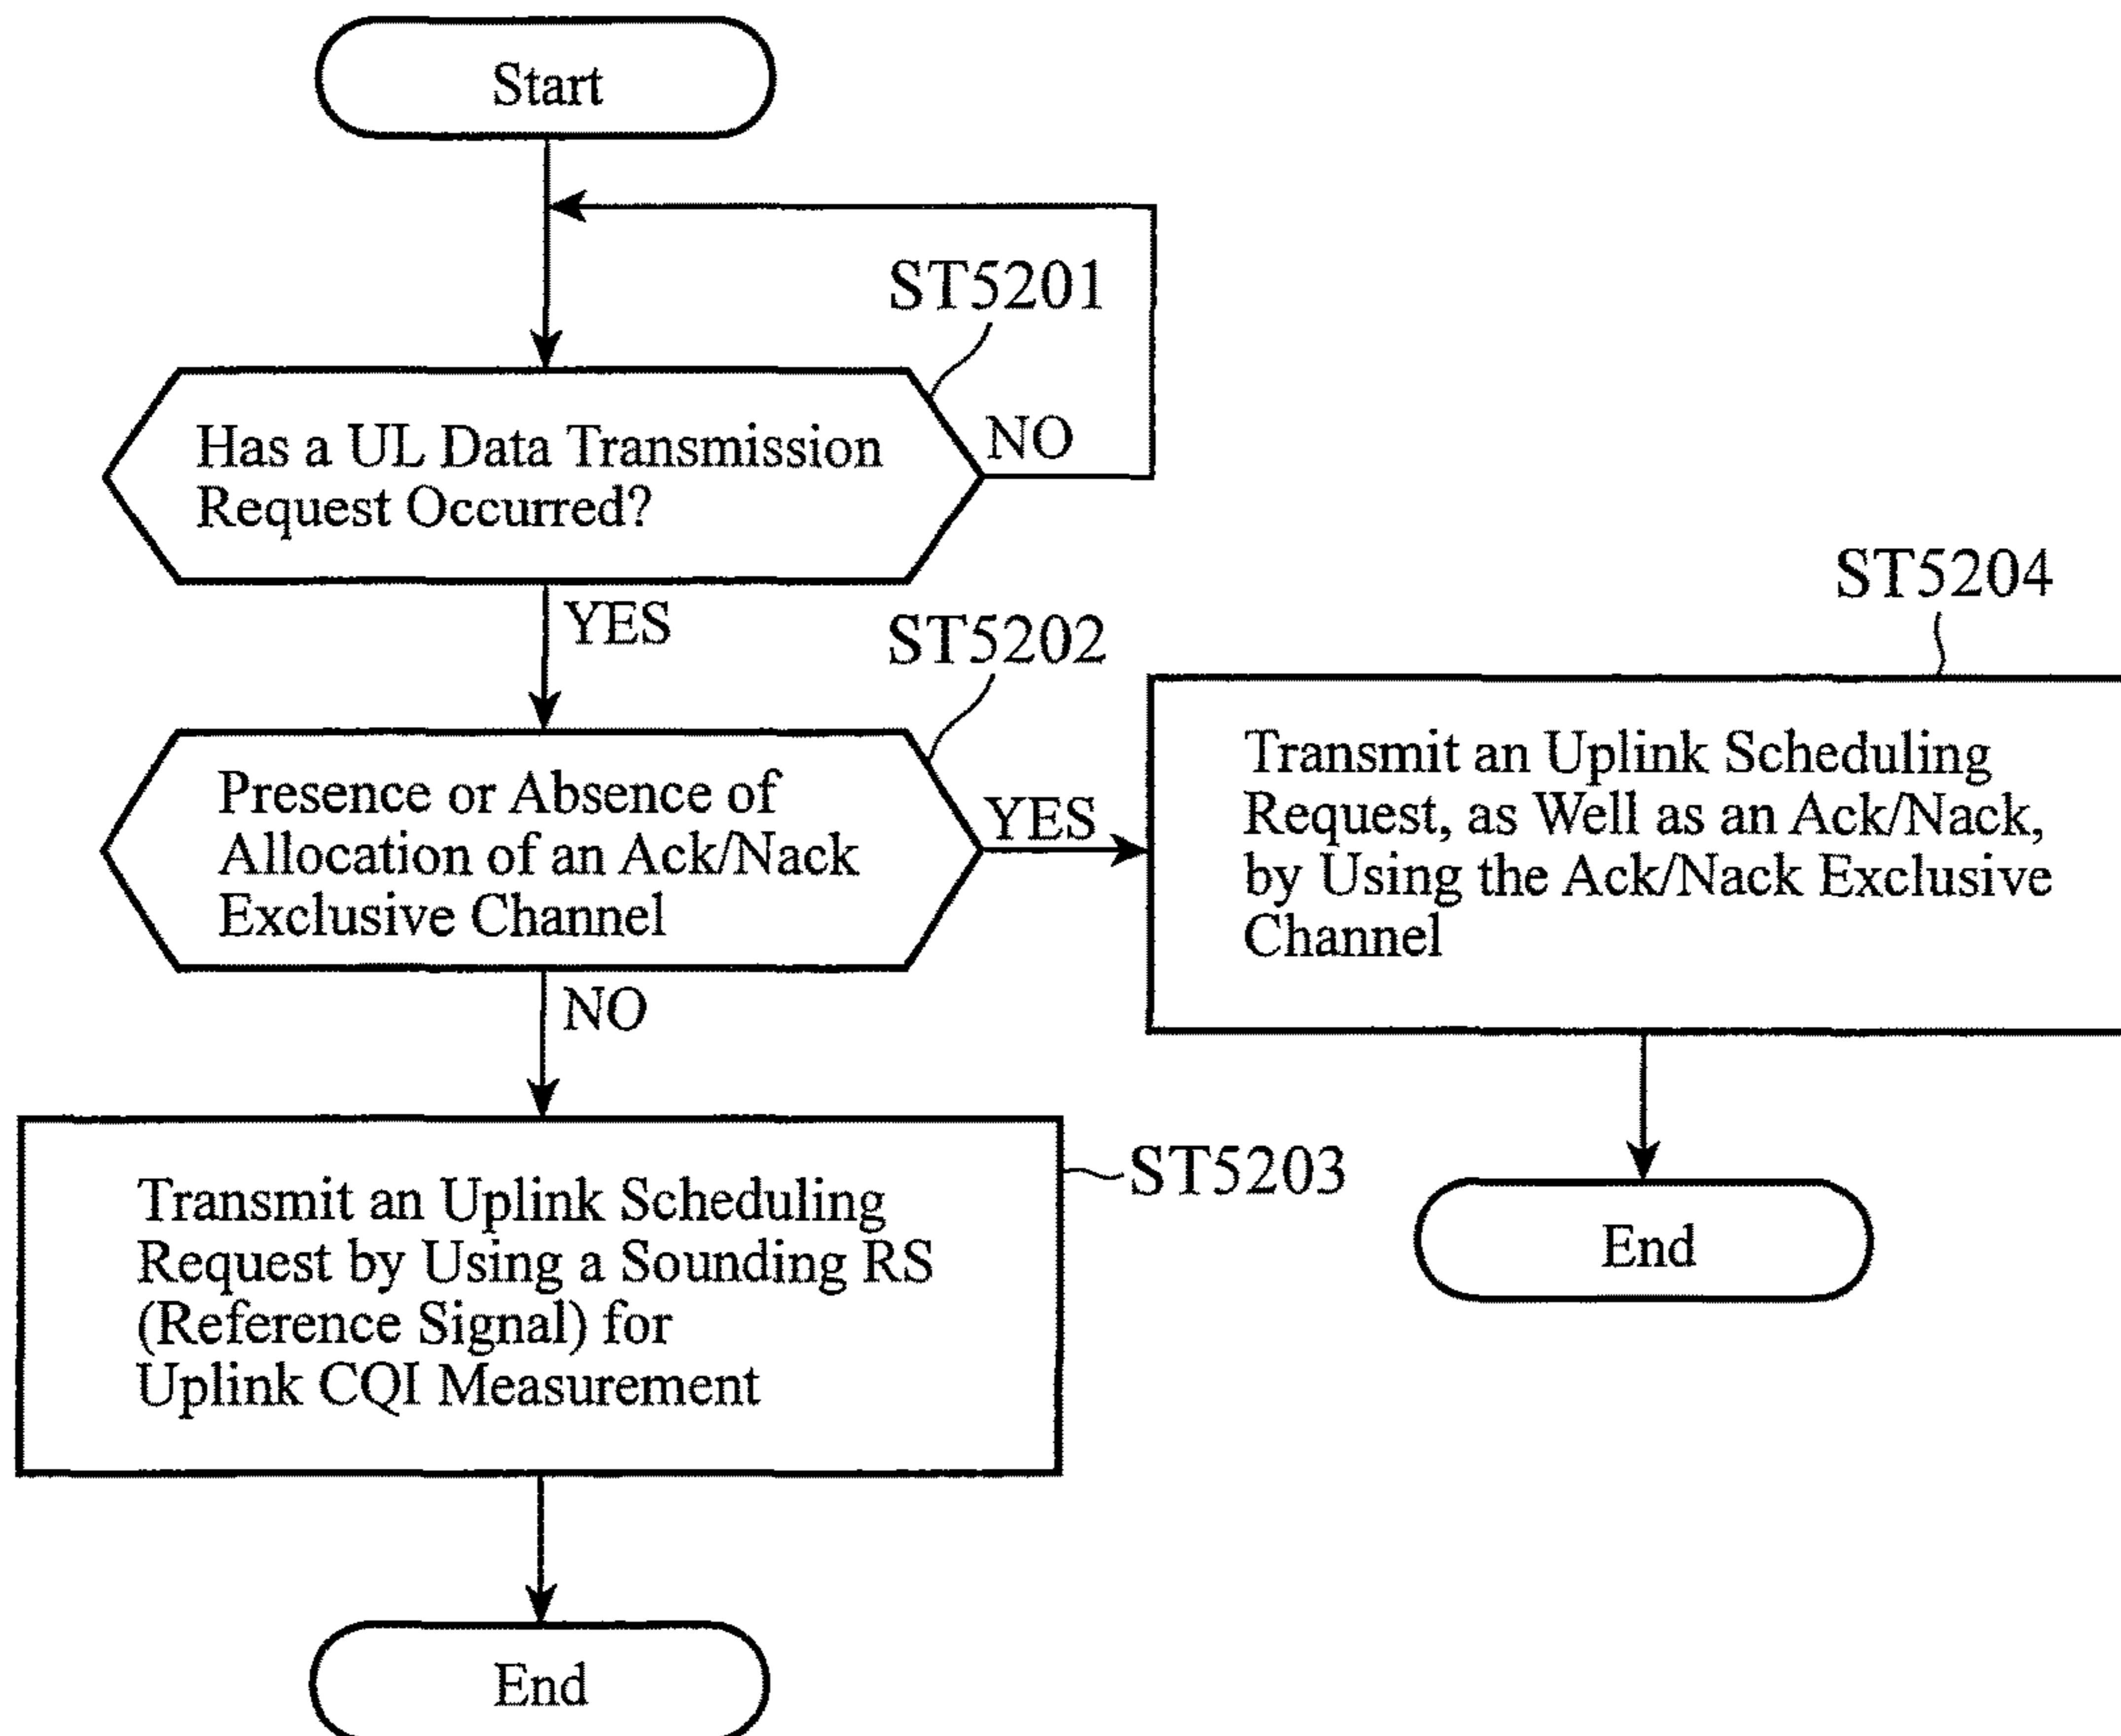 Start
ST5201
Has a UL Data Transmission
Request Occurred?
NO
YES
ST5202
Presence or Absence of
Allocation of an Ack/Nack
Exclusive Channel
YES
NO
ST5204
Transmit an Uplink Scheduling
Request, as Well as an Ack/Nack,
by Using the Ack/Nack Exclusive
Channel
End
ST5203
Transmit an Uplink Scheduling
Request by Using a Sounding RS
(Reference Signal) for
Uplink CQI Measurement
End